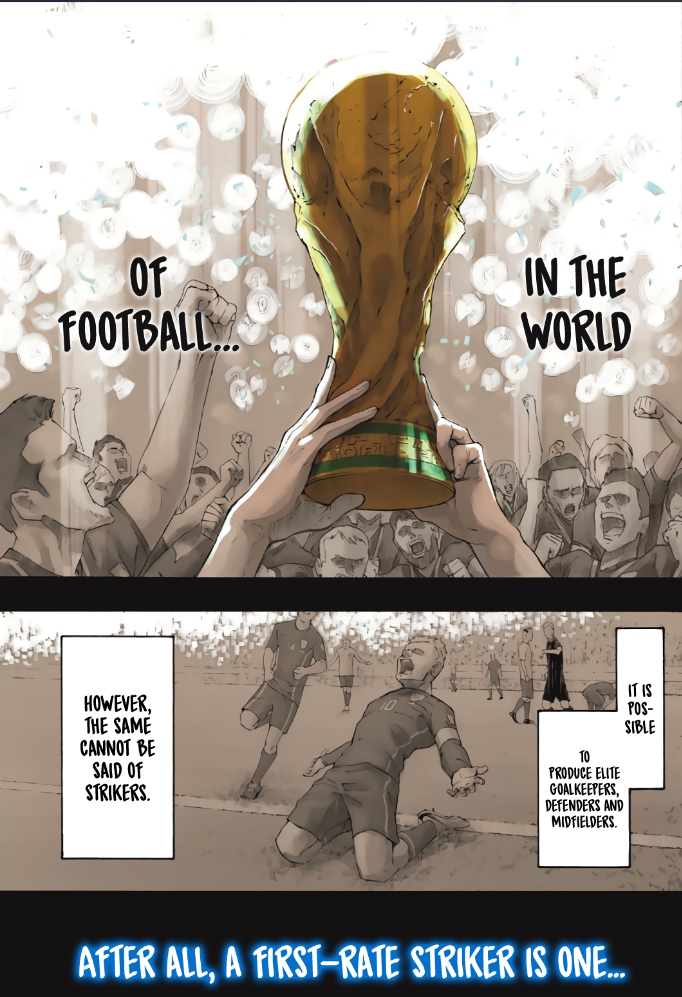 IN THE
WORLD
OF
FOOTBALL...
IT IS
POS-
SIBLE
TO
PRODUCE ELITE
GOALKEEPERS,
DEFENDERS AND
MIDFIELDERS.
10
HOWEVER,
THE SAME
CANNOT BE
SAID OF
STRIKERS.
AFTER ALL, A FIRST-RATE STRIKER IS ONE...